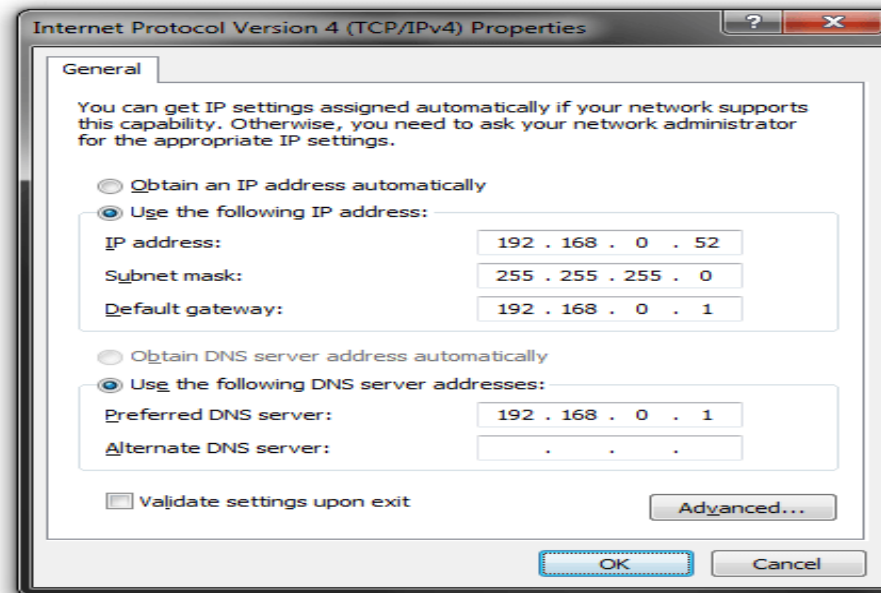 Internet Protocol Version 4 (TCP/IPv4) Properties
?
General
You can get IP settings assigned automatically if your network supports
this capability. Otherwise, you need to ask your network administrator
for the appropriate IP settings.
Obtain an IP address automatically
Use the following IP address:
IP address: 192 . 168 . 0 . 52
Subnet mask: 255 . 255 . 255 . 0
Default gateway: 192 . 168 . 0 . 1
Obtain DNS server address automatically
Use the following DNS server addresses:
Preferred DNS server: 192 . 168 . 0 . 1
Alternate DNS server: . . .
Validate settings upon exit
Advanced...
OK Cancel